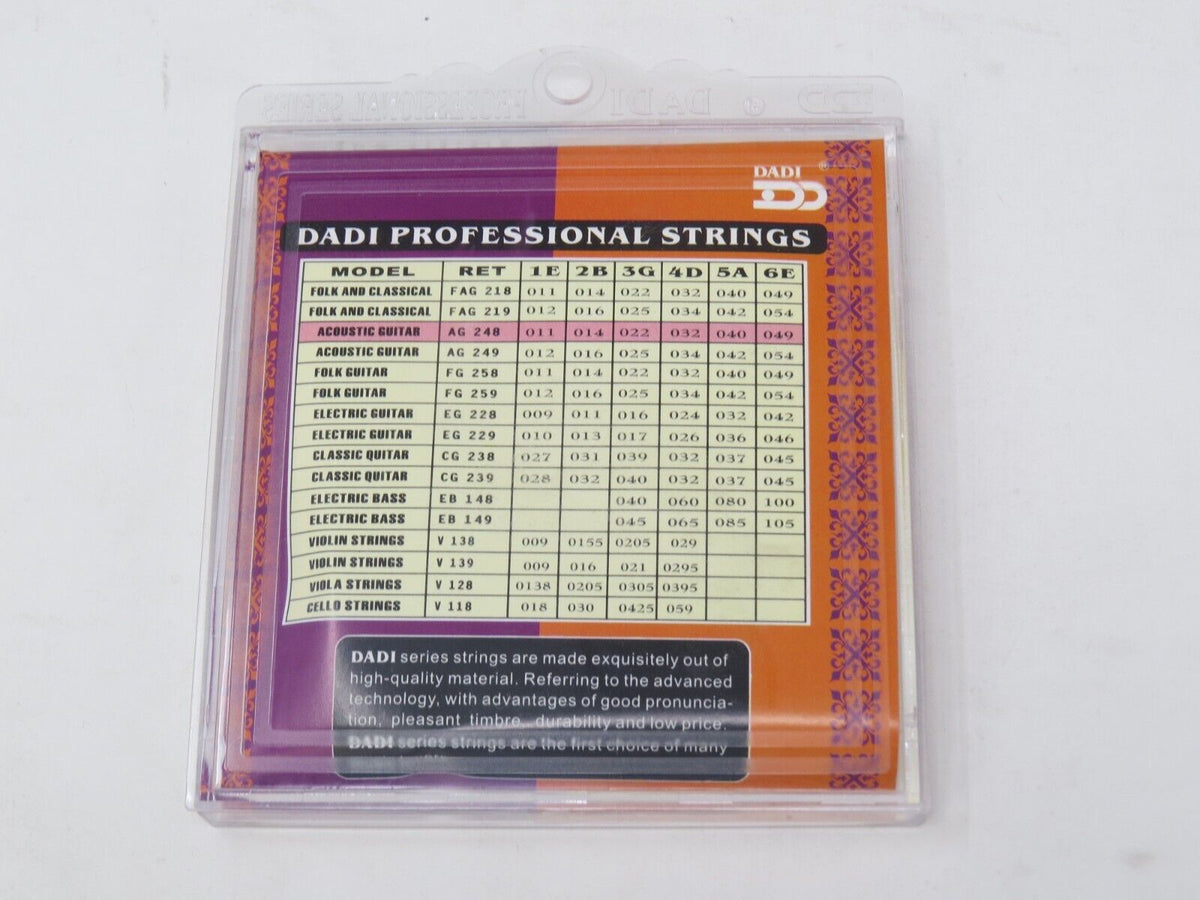 PROFESSIONAL SERIES DADI ®
DADI ®
DADI PROFESSIONAL STRINGS
MODEL RET 1E 2B 3G 4D 5A 6E
FOLK AND CLASSICAL FAG 218 011 014 022 032 040 049
FOLK AND CLASSICAL FAG 219 012 016 025 034 042 054
ACOUSTIC GUITAR AG 248 011 014 022 032 040 049
ACOUSTIC GUITAR AG 249 012 016 025 034 042 054
FOLK GUITAR FG 258 011 014 022 032 040 049
FOLK GUITAR FG 259 012 016 025 034 042 054
ELECTRIC GUITAR EG 228 009 011 016 024 032 042
ELECTRIC GUITAR EG 229 010 013 017 026 036 046
CLASSIC QUITAR CG 238 027 031 039 032 037 045
CLASSIC QUITAR CG 239 028 032 040 032 037 045
ELECTRIC BASS EB 148 040 060 080 100
ELECTRIC BASS EB 149 045 065 085 105
VIOLIN STRINGS V 138 009 0155 0205 029
VIOLIN STRINGS V 139 009 016 021 0295
VIOLA STRINGS V 128 0138 0205 0305 0395
CELLO STRINGS V 118 018 030 0425 059
DADI series strings are made exquisitely out of
high-quality material. Referring to the advanced
technology, with advantages of good pronuncia-
tion, pleasant timbre, durability and low price.
DADI series strings are the first choice of many